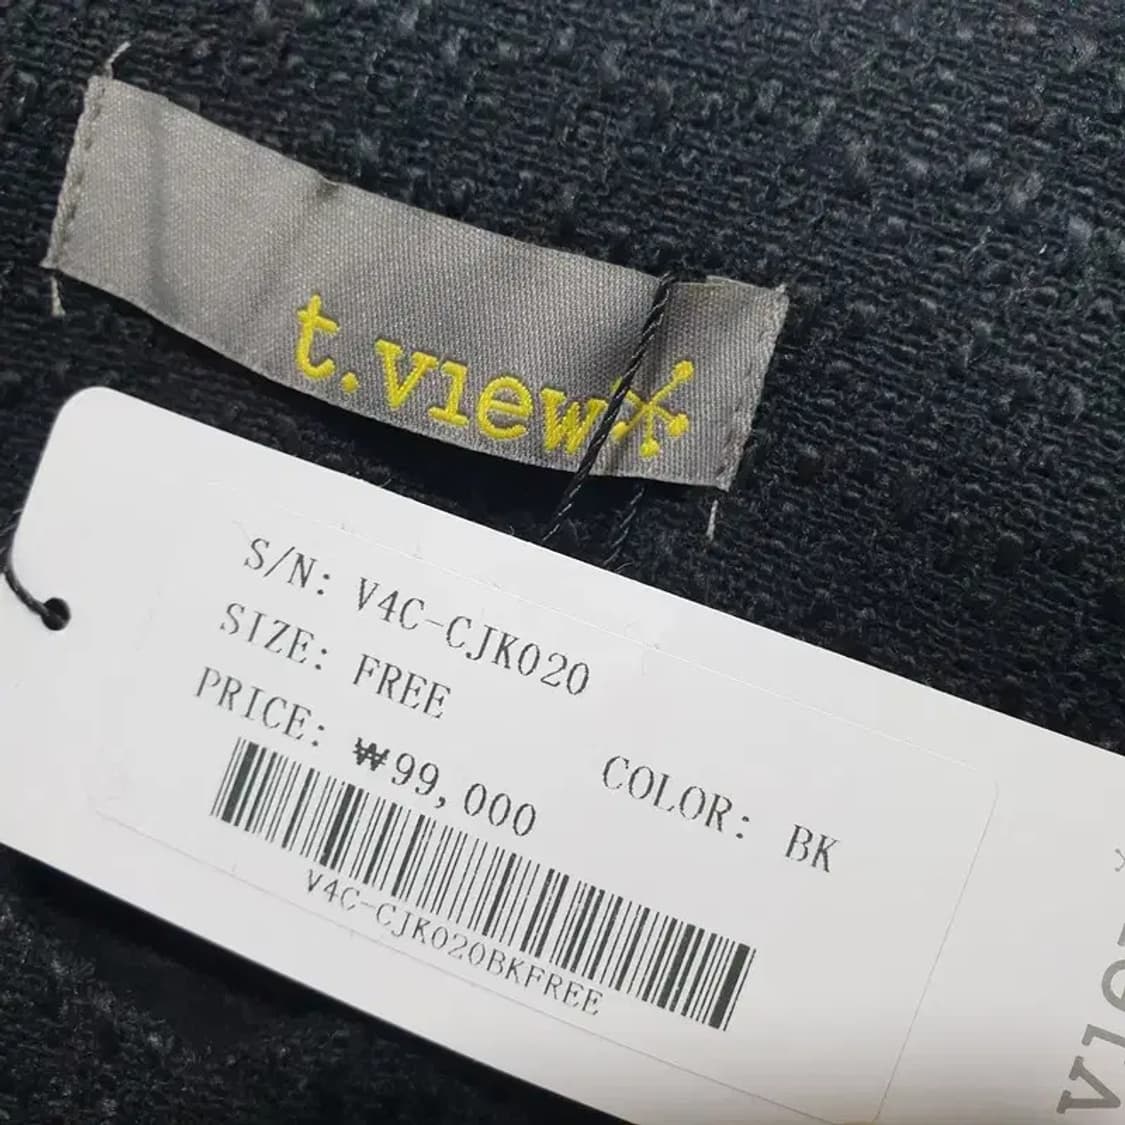 t.view
S/N: V4C-CJK020
SIZE: FREE
COLOR: BK
PRICE: ₩99,000
V4C-CJK020BKFREE